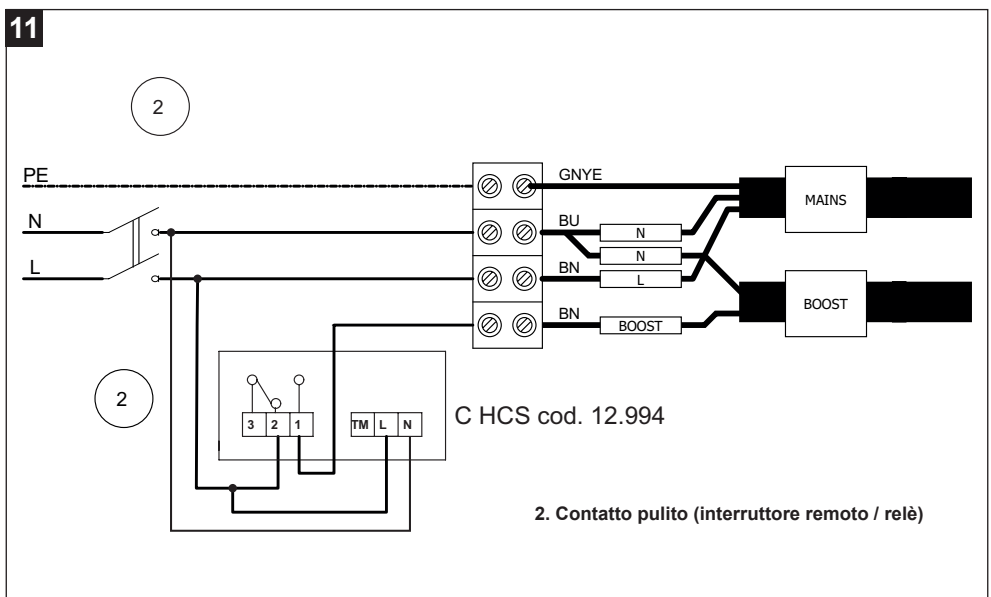 11
2
PE
GNYE
MAINS
N
BU
N
N
L
BN
L
BOOST
BN
BOOST
2
3 2 1
TM L N
C HCS cod. 12.994
2. Contatto pulito (interruttore remoto / relè)